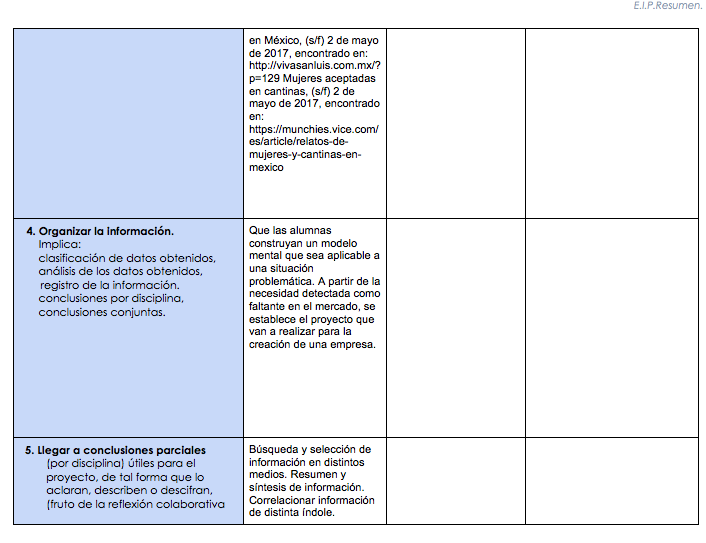 E.I.P.Resumen.
en México, (s/f) 2 de mayo
de 2017, encontrado en:
http://vivasanluis.com.mx/?
p=129 Mujeres aceptadas
en cantinas, (s/f) 2 de
mayo de 2017, encontrado
en:
https://munchies.vice.com/
es/article/relatos-de-
mujeres-y-cantinas-en-
mexico
4. Organizar la información.
Implica:
clasificación de datos obtenidos,
análisis de los datos obtenidos,
registro de la información.
conclusiones por disciplina,
conclusiones conjuntas.
Que las alumnas
construyan un modelo
mental que sea aplicable a
una situación
problemática. A partir de la
necesidad detectada como
faltante en el mercado, se
establece el proyecto que
van a realizar para la
creación de una empresa.
5. Llegar a conclusiones parciales
(por disciplina) útiles para el
proyecto, de tal forma que lo
aclaran, describen o descifran,
(fruto de la reflexión colaborativa
Búsqueda y selección de
información en distintos
medios. Resumen y
síntesis de información.
Correlacionar información
de distinta índole.